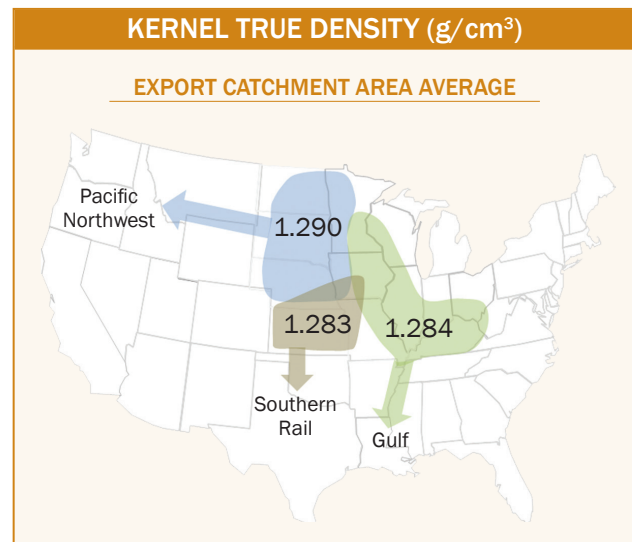 KERNEL TRUE DENSITY (g/cm³)
EXPORT CATCHMENT AREA AVERAGE
Pacific
Northwest
1.290
1.283
1.284
Southern
Rail
Gulf